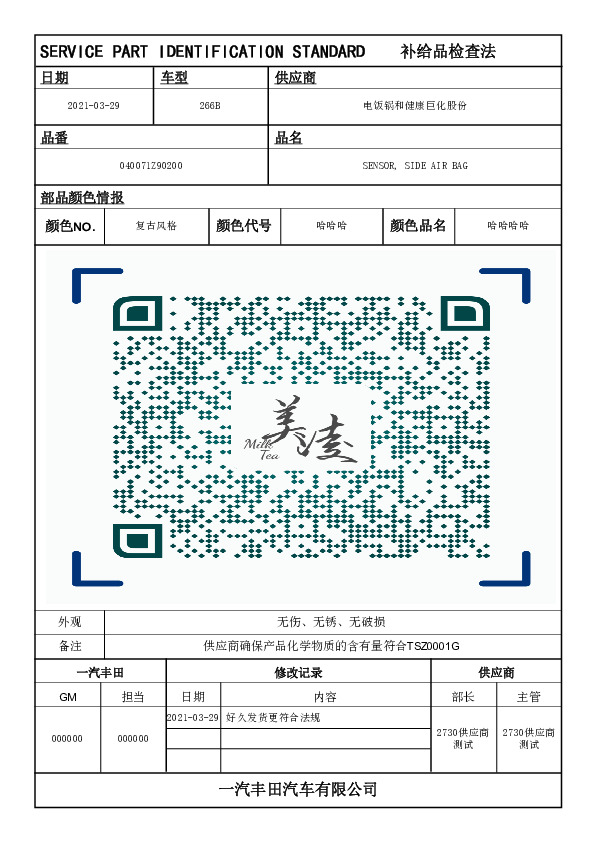 SERVICE PART IDENTIFICATION STANDARD 补给品检查法
日期 车型 供应商
2021-03-29 266B 电饭锅和健康巨化股份
品番 品名
040071Z90200 SENSOR, SIDE AIR BAG
部品颜色情报
颜色NO. 复古风格 颜色代号 哈哈哈 颜色品名 哈哈哈哈
Milk
Tea
外观 无伤、无锈、无破损
备注 供应商确保产品化学物质的含有量符合TSZ0001G
一汽丰田 修改记录 供应商
GM 担当 日期 内容 部长 主管
2021-03-29 好久发货更符合法规
000000 000000 2730供应商 2730供应商
测试 测试
一汽丰田汽车有限公司